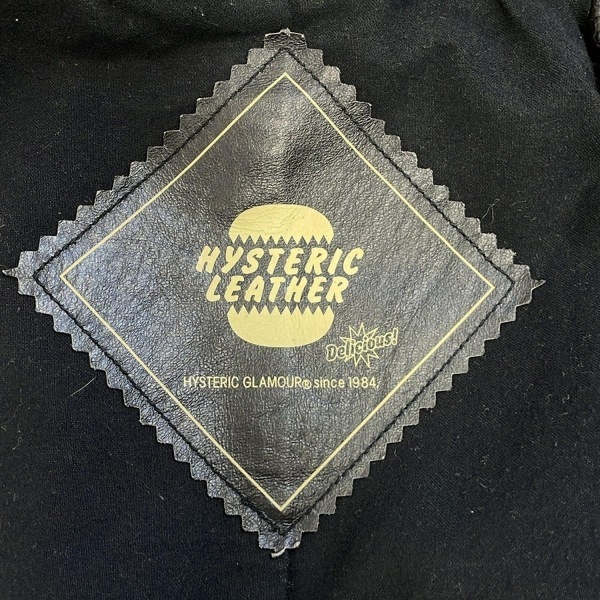 HYSTERIC
LEATHER
Delicious!
HYSTERIC GLAMOUR® since 1984.